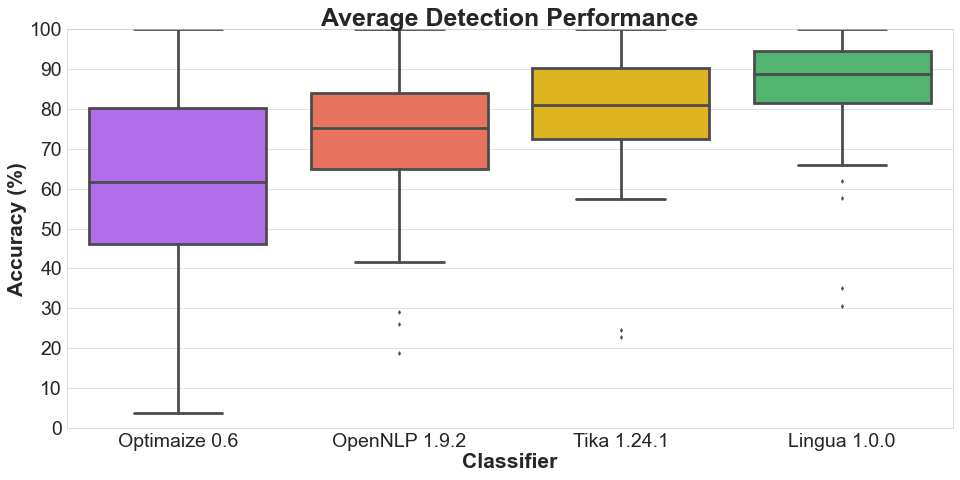 Average Detection Performance
Accuracy (%)
100
90
80
70
60
50
40
30
20
10
0
Optimaize 0.6
OpenNLP 1.9.2
Tika 1.24.1
Lingua 1.0.0
Classifier